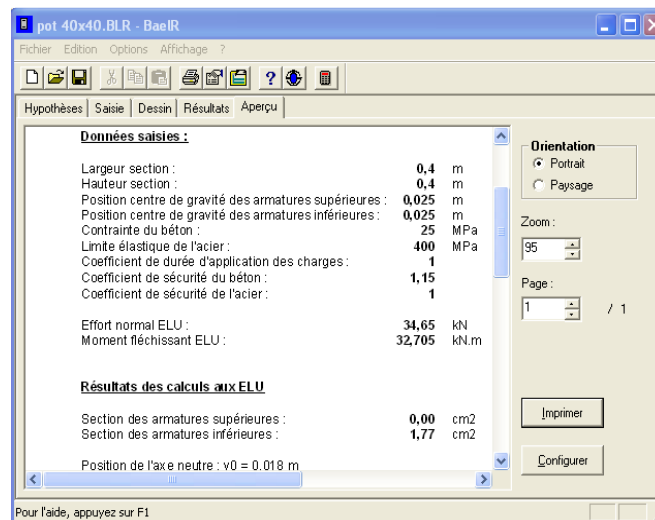 pot 40x40.BLR - BaelR
Fichier Edition Options Affichage ?
Hypothèses Saisie Dessin Résultats Aperçu
Données saisies :
Largeur section : 0,4 m
Hauteur section : 0,4 m
Position centre de gravité des armatures supérieures : 0,025 m
Position centre de gravité des armatures inférieures : 0,025 m
Contrainte du béton : 25 MPa
Limite élastique de l'acier : 400 MPa
Coefficient de durée d'application des charges : 1
Coefficient de sécurité du béton : 1,15
Coefficient de sécurité de l'acier : 1
Effort normal ELU : 34,65 kN
Moment fléchissant ELU : 32,705 kN.m
Résultats des calculs aux ELU
Section des armatures supérieures : 0,00 cm2
Section des armatures inférieures : 1,77 cm2
Position de l'axe neutre : y0 = 0.018 m
Orientation
Portrait
Paysage
Zoom :
95
Page :
1 / 1
Imprimer
Configurer
Pour l'aide, appuyez sur F1